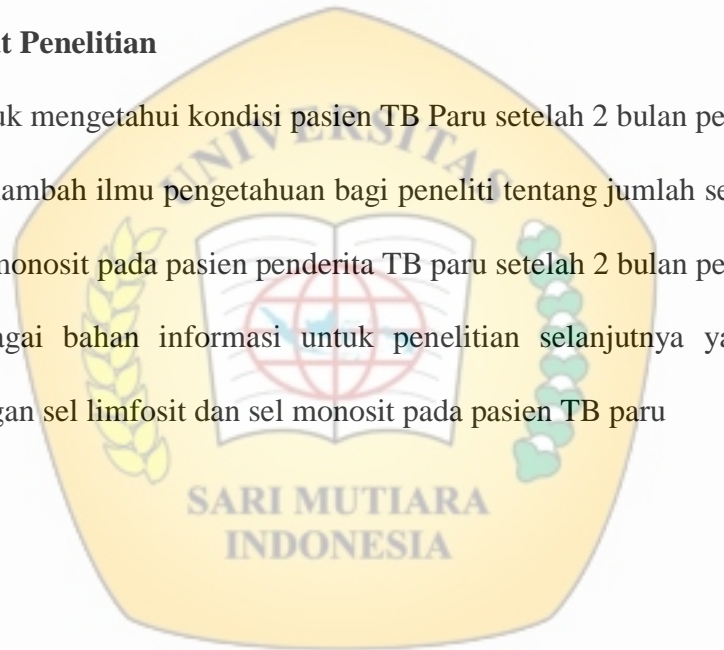 t Penelitian
uk mengetahui kondisi pasien TB Paru setelah 2 bulan pe
ambah ilmu pengetahuan bagi peneliti tentang jumlah se
monosit pada pasien penderita TB paru setelah 2 bulan pe
agai bahan informasi untuk penelitian selanjutnya ya
gan sel limfosit dan sel monosit pada pasien TB paru
UNIVERSITAS
SARI MUTIARA
INDONESIA